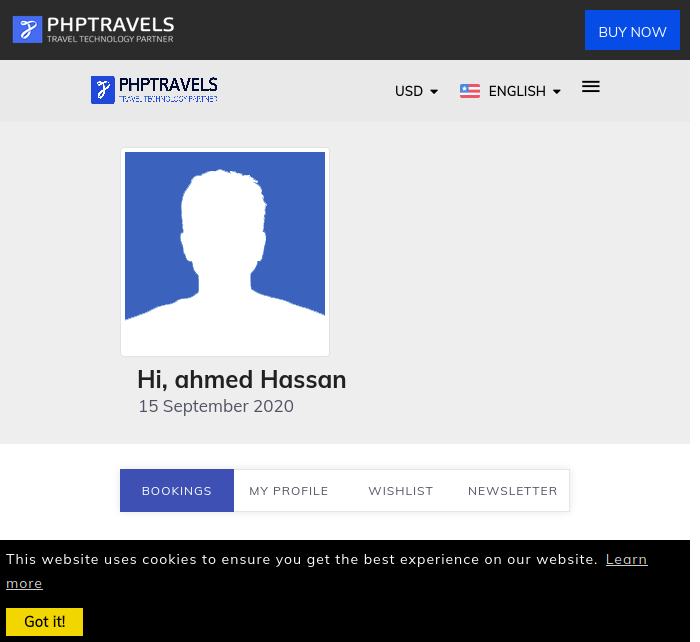 PHPTRAVELS
TRAVEL TECHNOLOGY PARTNER
BUY NOW
PHPTRAVELS
TRAVEL TECHNOLOGY PARTNER
USD
ENGLISH
Hi, ahmed Hassan
15 September 2020
BOOKINGS
MY PROFILE
WISHLIST
NEWSLETTER
This website uses cookies to ensure you get the best experience on our website. Learn
more
Got it!